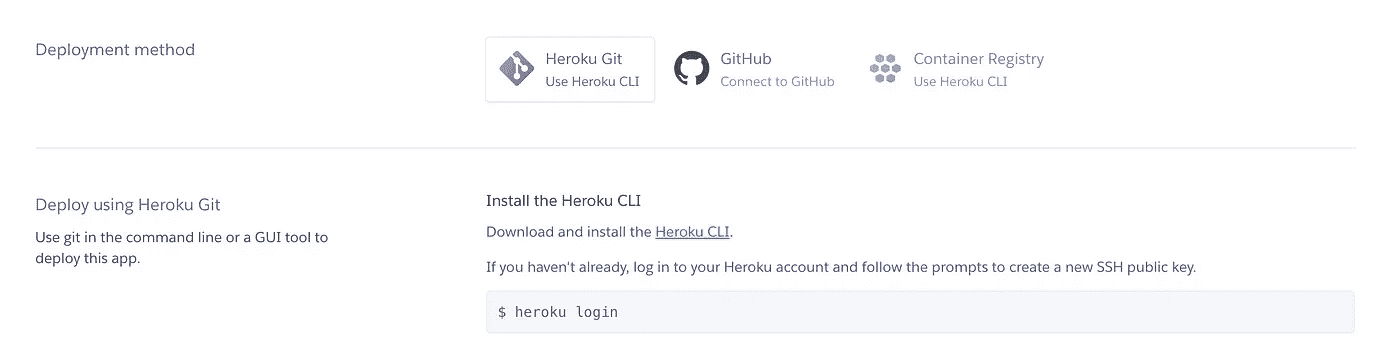 Deployment method
Heroku Git
Use Heroku CLI
GitHub
Connect to GitHub
Container Registry
Use Heroku CLI
Deploy using Heroku Git
Use git in the command line or a GUI tool to
deploy this app.
Install the Heroku CLI
Download and install the Heroku CLI.
If you haven't already, log in to your Heroku account and follow the prompts to create a new SSH public key.
$ heroku login